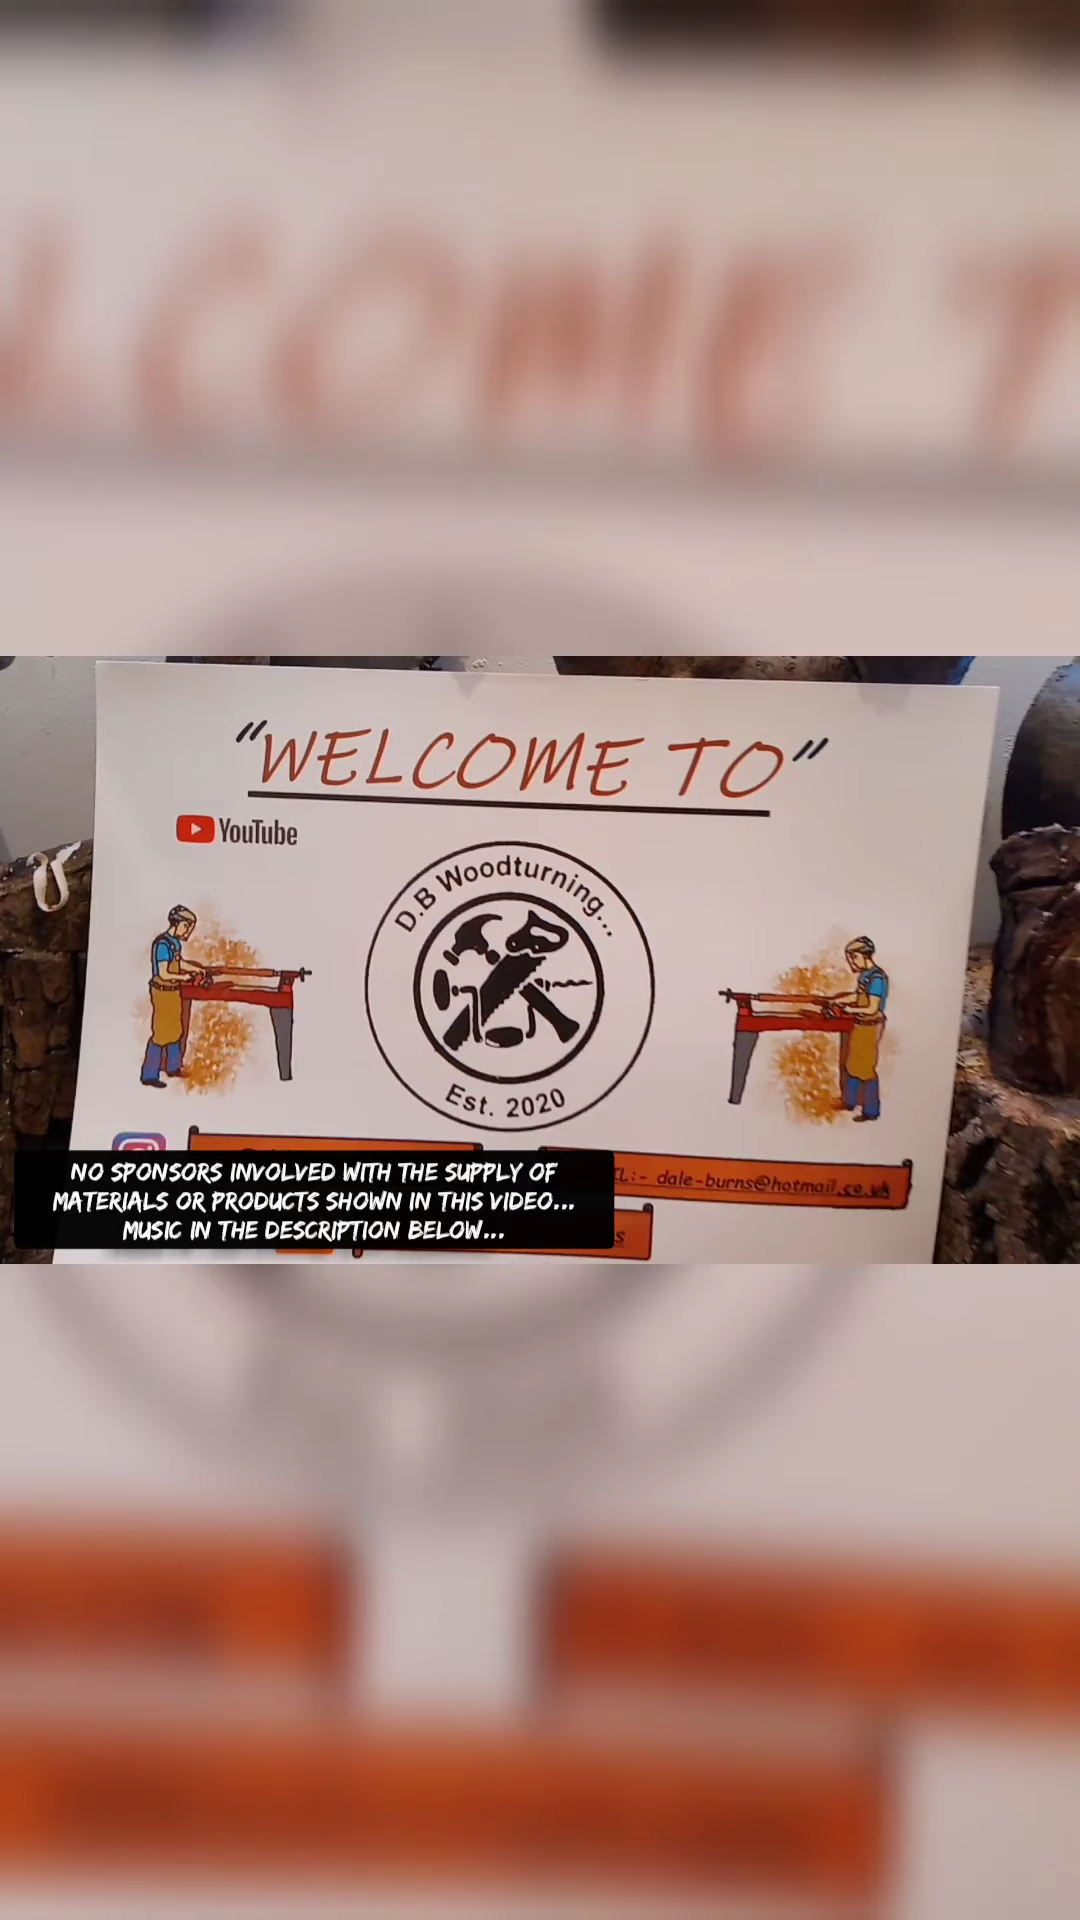 "WELCOME TO"
YouTube
D.B Woodturning...
Est. 2020
dale-burns@hotmail.co.uk
NO SPONSORS INVOLVED WITH THE SUPPLY OF
MATERIALS OR PRODUCTS SHOWN IN THIS VIDEO...
MUSIC IN THE DESCRIPTION BELOW...